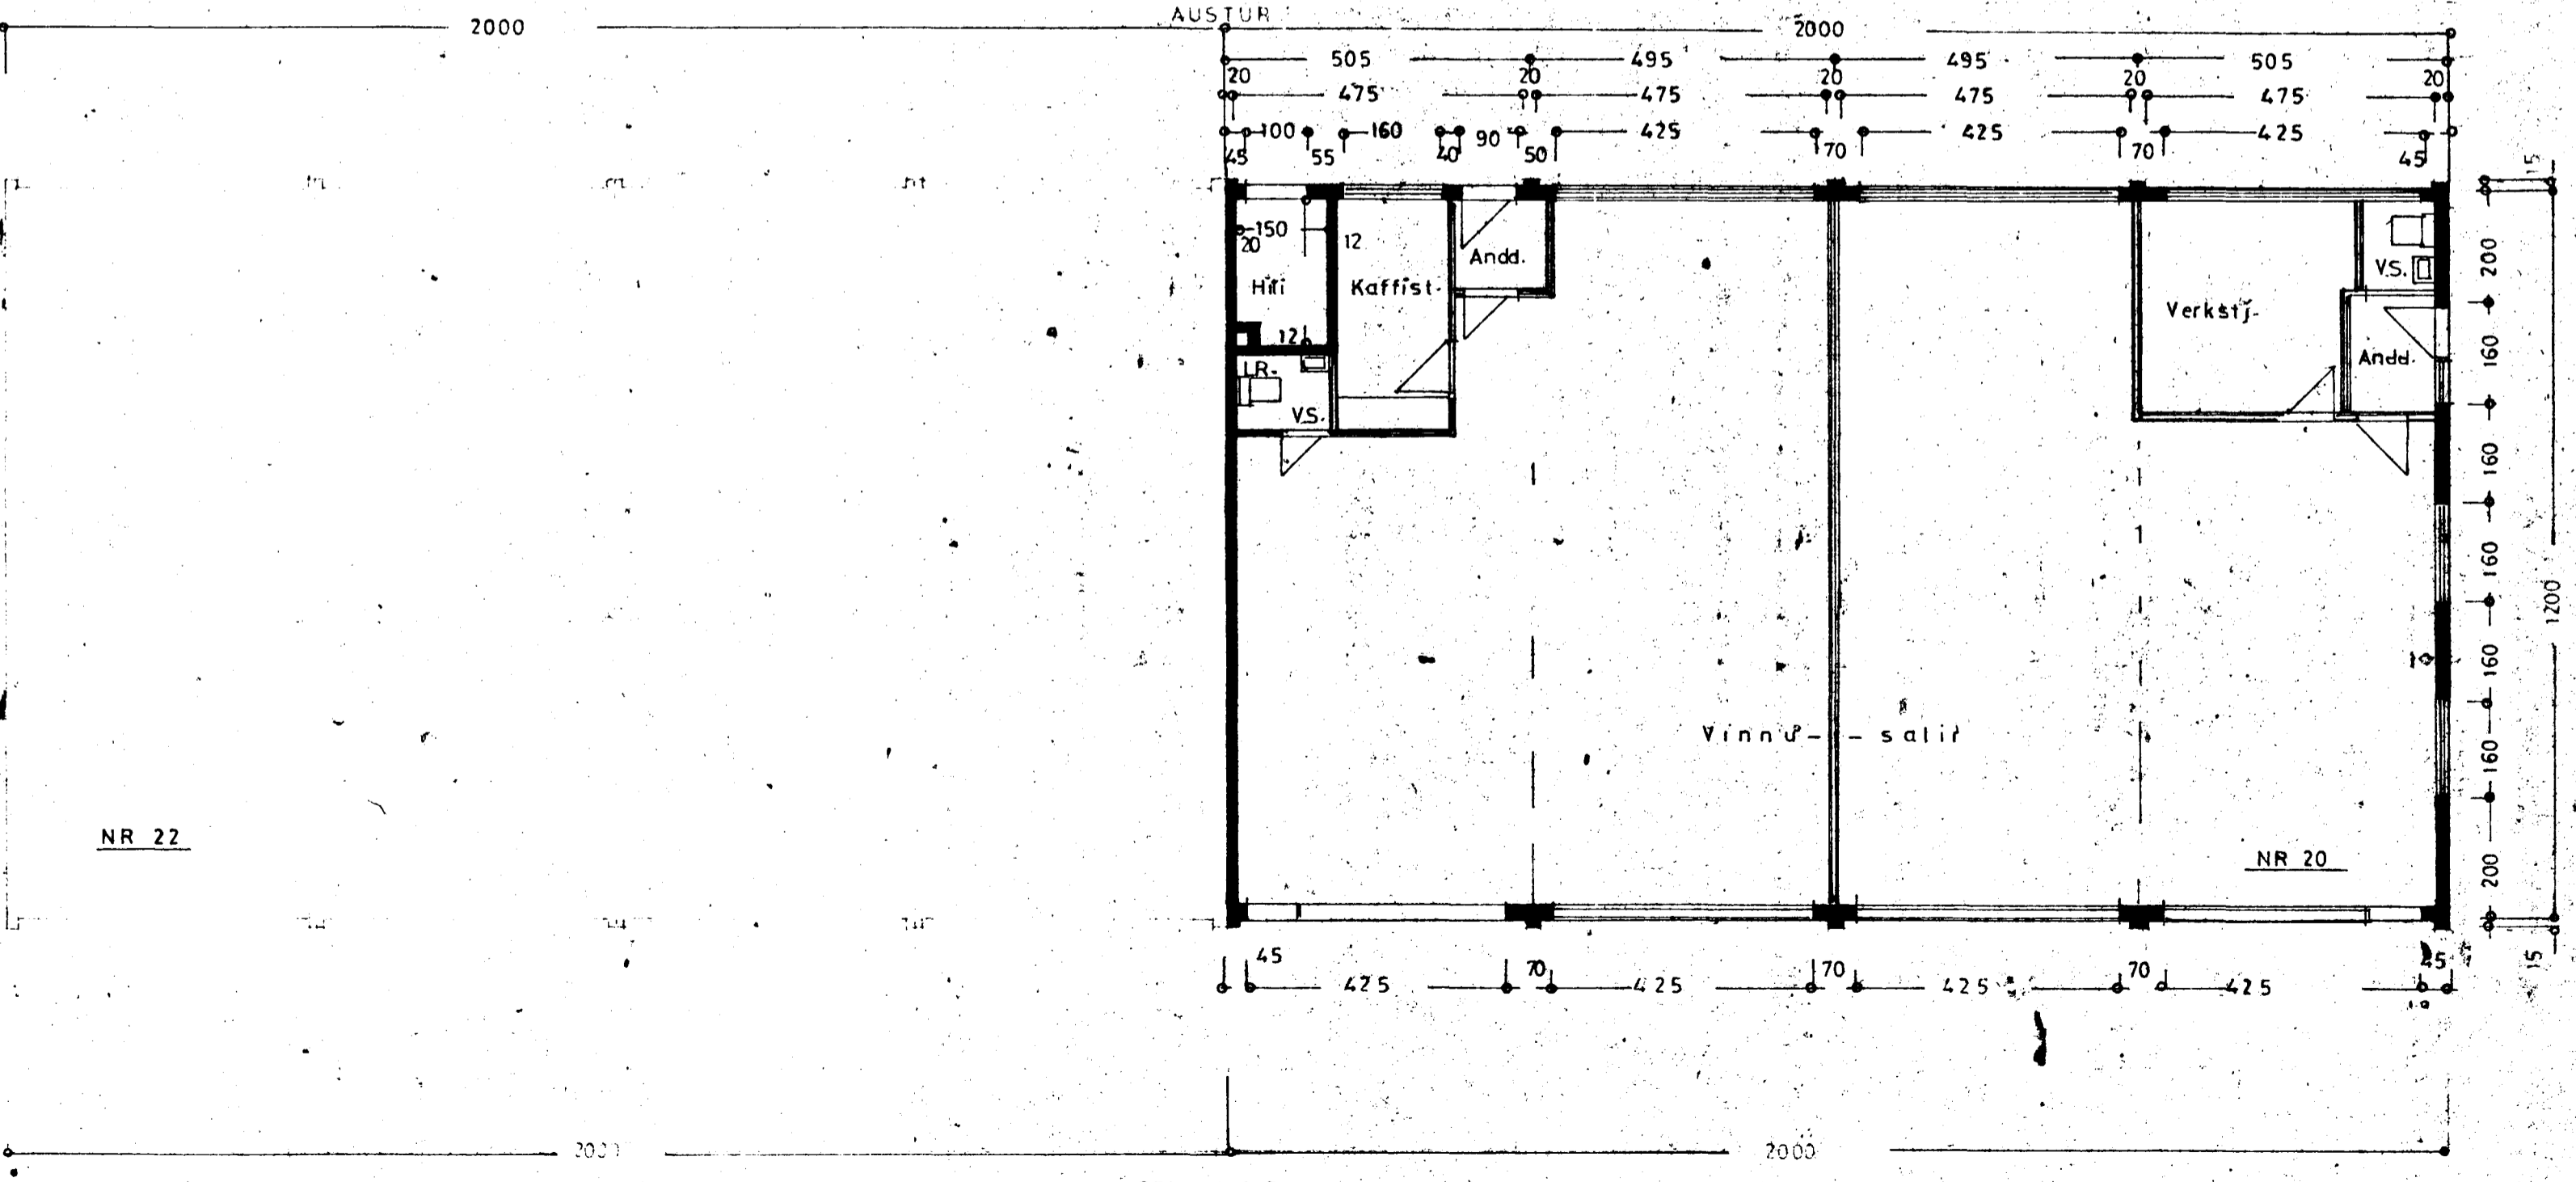 AUSTUR
2000 2000
505 495 495 505
20 20 20 20 20
475 475 475 475
100 160 90 425 425 425
45 55 40 50 70 70 45
15
150
20 12
200
Andd.
V.S.
Hiti Kaffist.
Verkstj.
12
160
Andd.
LR.
V.S.
160
160
1200
160
Vinnu- - salir
160
NR 22
NR 20
200
45 70 70 70 45
15
425 425 425 425
2000 2000